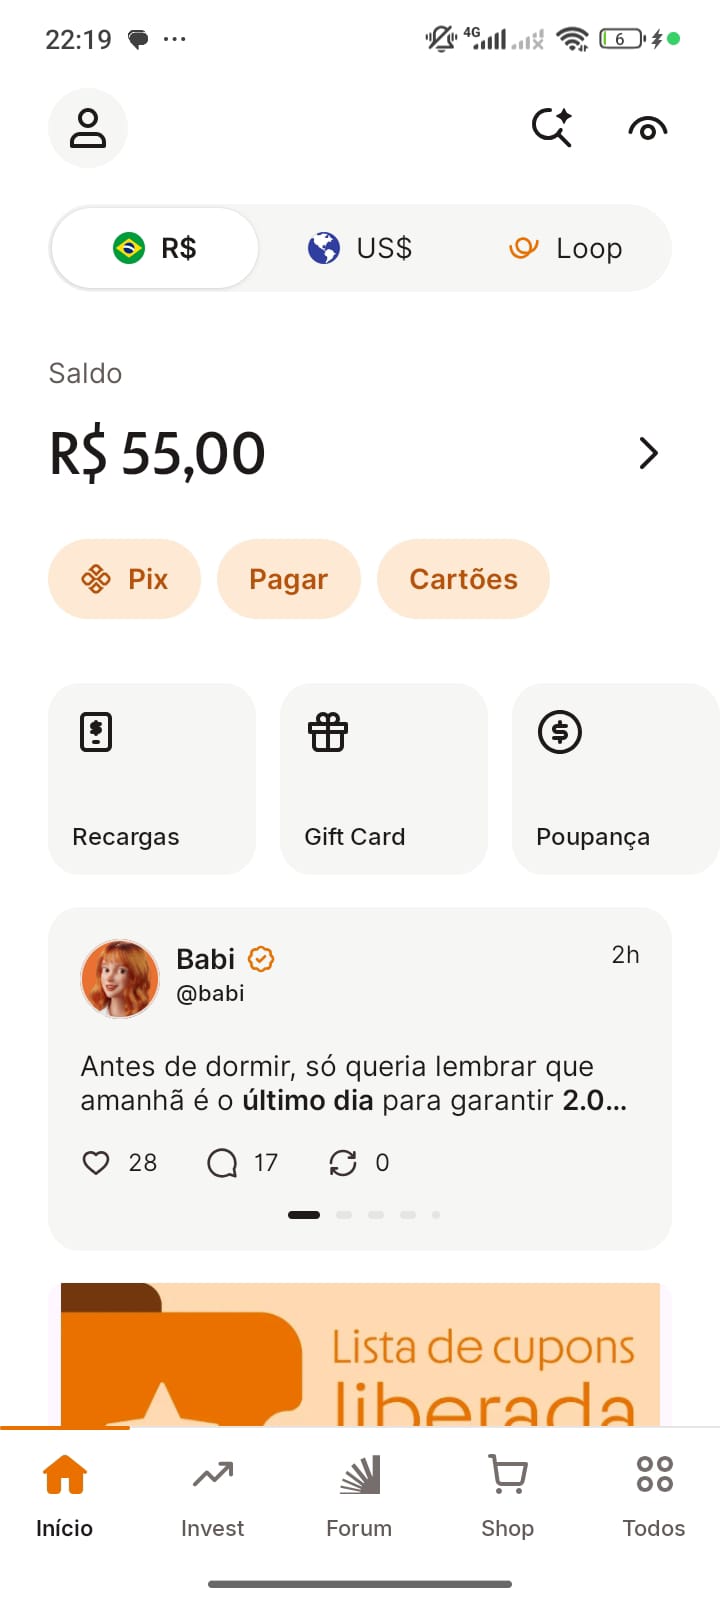 22:19
4G
6
R$
US$
Loop
Saldo
R$ 55,00
Pix
Pagar
Cartões
Recargas
Gift Card
Poupança
Babi
2h
@babi
Antes de dormir, só queria lembrar que
amanhã é o último dia para garantir 2.0...
28
17
0
Lista de cupons
liberada
Início
Invest
Forum
Shop
Todos